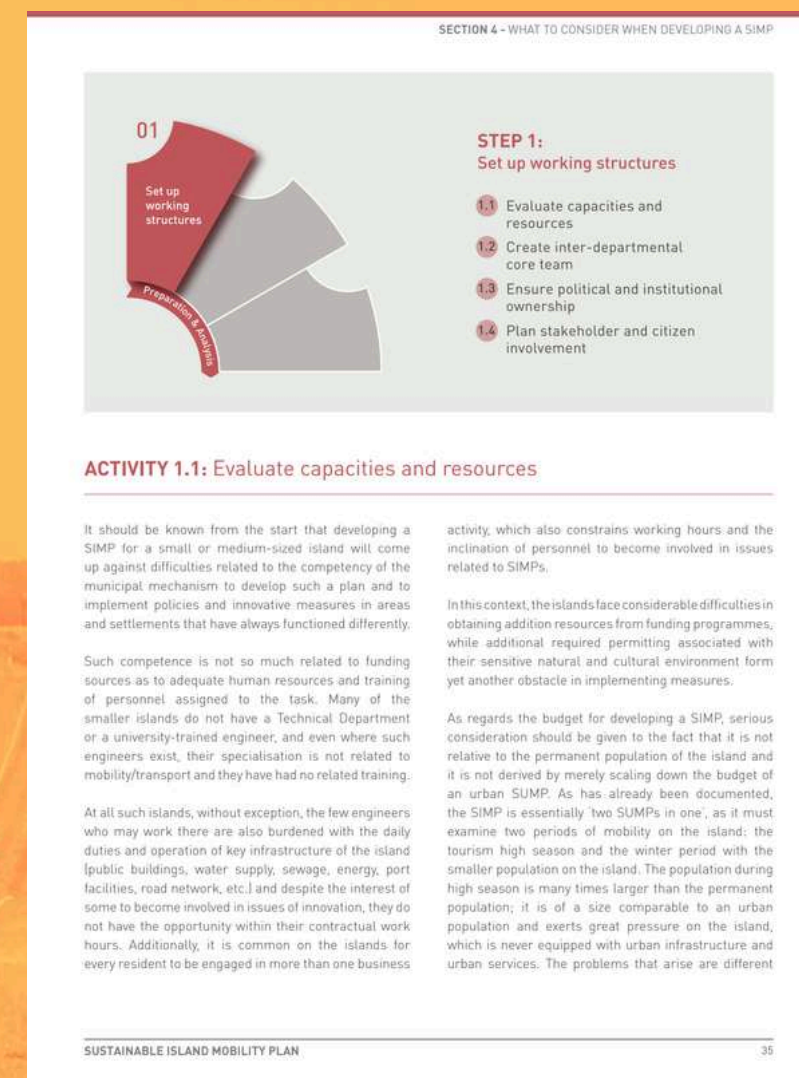 SECTION 4 - WHAT TO CONSIDER WHEN DEVELOPING A SIMP
01
Set up
working
structures
Preparation & Analysis
STEP 1:
Set up working structures
1.1 Evaluate capacities and
resources
1.2 Create inter-departmental
core team
1.3 Ensure political and institutional
ownership
1.4 Plan stakeholder and citizen
involvement
ACTIVITY 1.1: Evaluate capacities and resources
It should be known from the start that developing a
SIMP for a small or medium-sized island will come
up against difficulties related to the competency of the
municipal mechanism to develop such a plan and to
implement policies and innovative measures in areas
and settlements that have always functioned differently.
Such competence is not so much related to funding
sources as to adequate human resources and training
of personnel assigned to the task. Many of the
smaller islands do not have a Technical Department
or a university-trained engineer, and even where such
engineers exist, their specialisation is not related to
mobility/transport and they have had no related training.
At all such islands, without exception, the few engineers
who may work there are also burdened with the daily
duties and operation of key infrastructure of the island
(public buildings, water supply, sewage, energy, port
facilities, road network, etc.) and despite the interest of
some to become involved in issues of innovation, they do
not have the opportunity within their contractual work
hours. Additionally, it is common on the islands for
every resident to be engaged in more than one business
activity, which also constrains working hours and the
inclination of personnel to become involved in issues
related to SIMPs.
In this context, the islands face considerable difficulties in
obtaining addition resources from funding programmes,
while additional required permitting associated with
their sensitive natural and cultural environment form
yet another obstacle in implementing measures.
As regards the budget for developing a SIMP, serious
consideration should be given to the fact that it is not
relative to the permanent population of the island and
it is not derived by merely scaling down the budget of
an urban SUMP. As has already been documented,
the SIMP is essentially 'two SUMPs in one', as it must
examine two periods of mobility on the island: the
tourism high season and the winter period with the
smaller population on the island. The population during
high season is many times larger than the permanent
population; it is of a size comparable to an urban
population and exerts great pressure on the island,
which is never equipped with urban infrastructure and
urban services. The problems that arise are different
SUSTAINABLE ISLAND MOBILITY PLAN
35